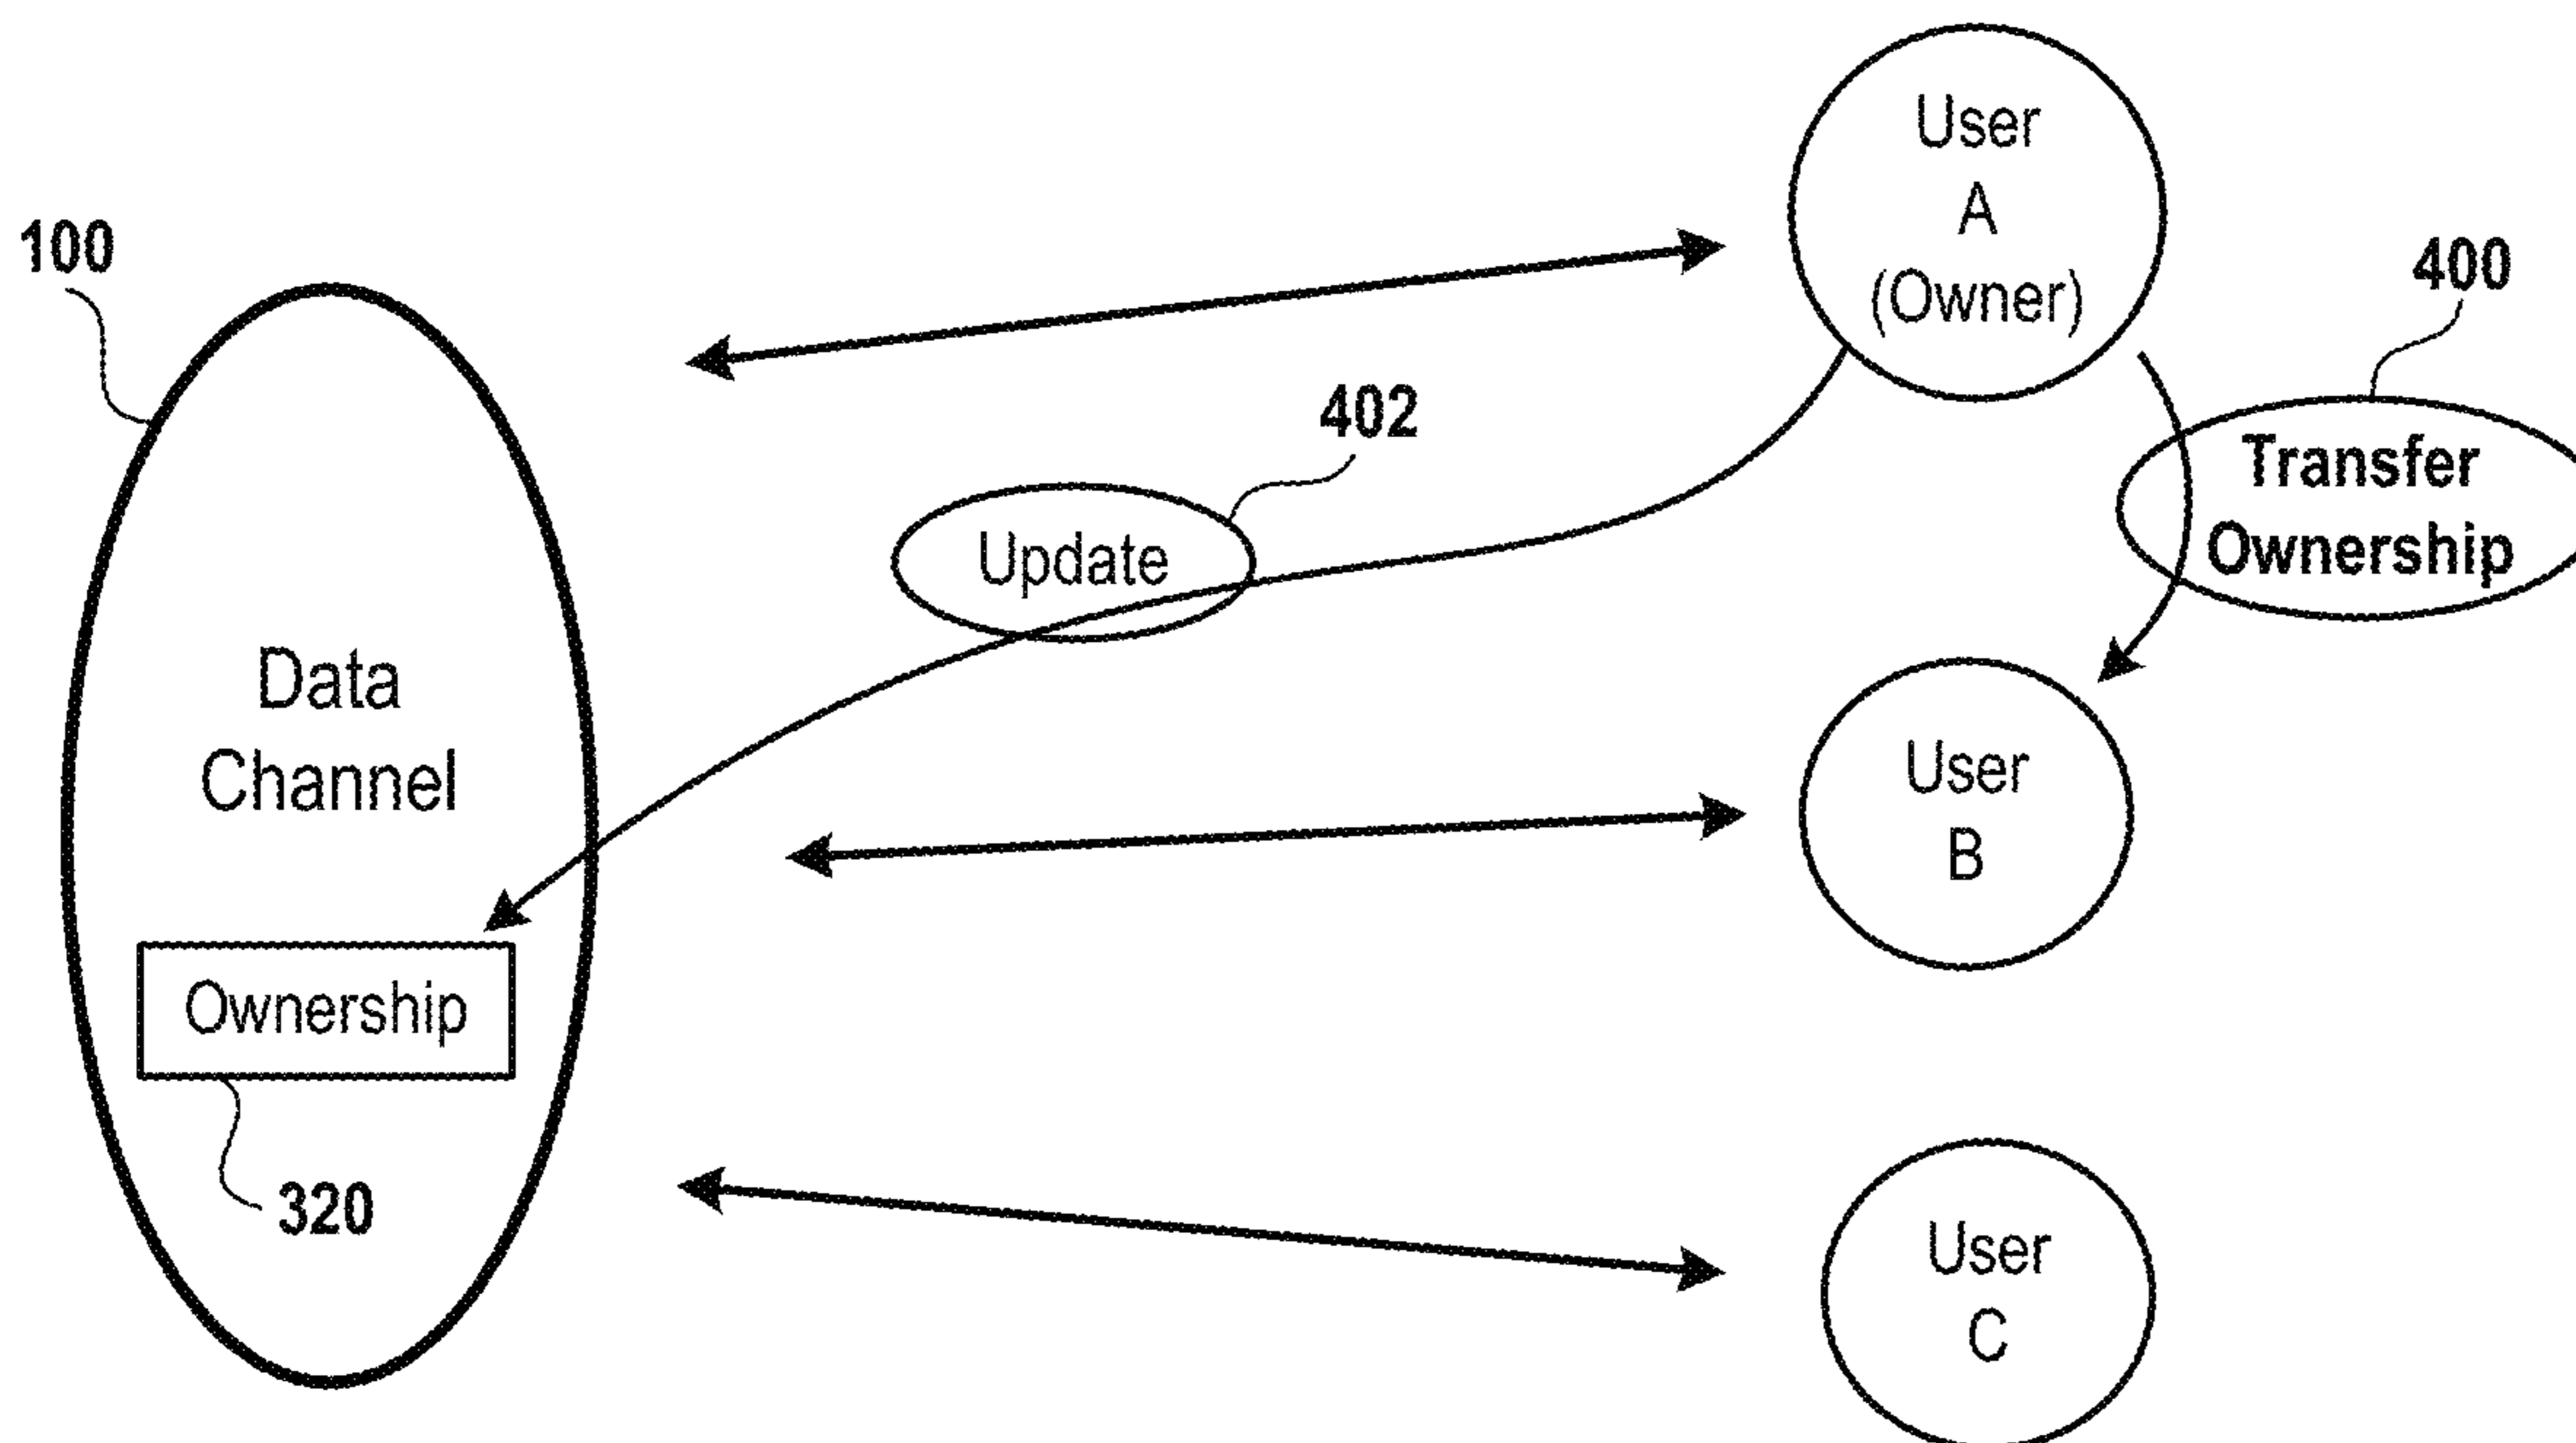 User
A
(Owner)
100
400
402
Transfer
Ownership
Update
Data
Channel
User
B
Ownership
320
User
C